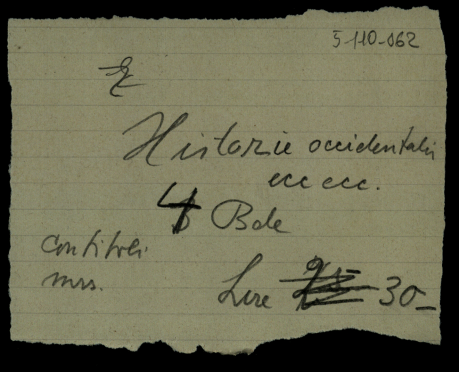 5-110-062
Historie occidentali
ecc ecc.
4 Bde
con titoli
mss.
Lire 30-